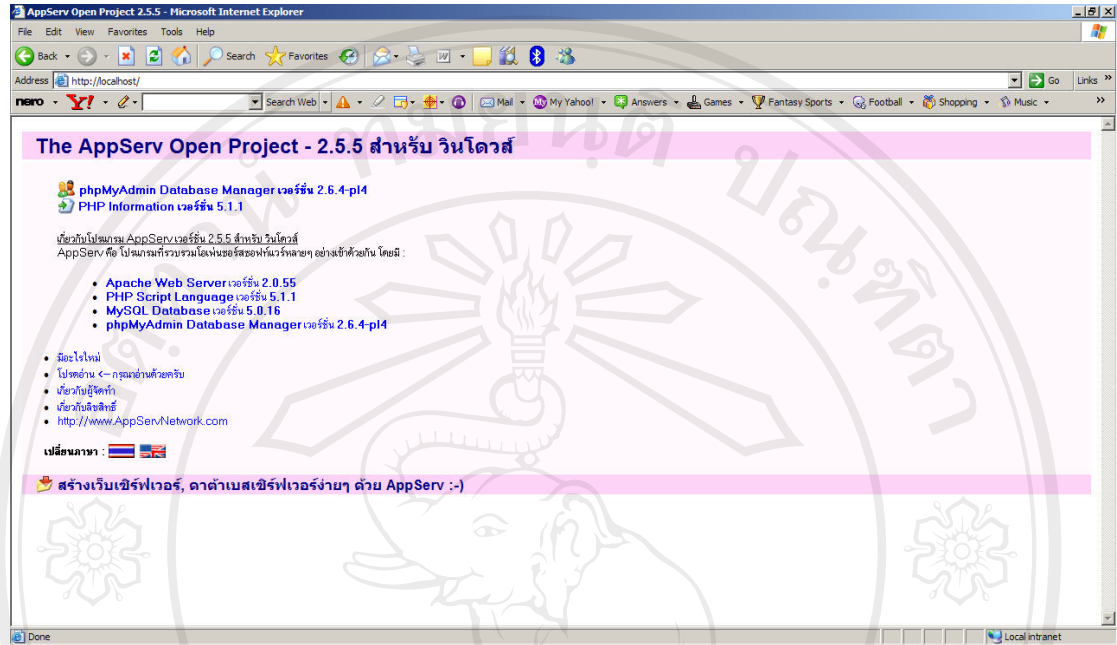 AppServ Open Project 2.5.5 - Microsoft Internet Explorer
File Edit View Favorites Tools Help
Back Search Favorites
Address http://localhost/ Go Links »
nero Y! Search Web Mail My Yahoo! Answers Games Fantasy Sports Football Shopping Music »
The AppServ Open Project - 2.5.5 สำหรับ วินโดวส์
phpMyAdmin Database Manager เวอร์ชั่น 2.6.4-pl4
PHP Information เวอร์ชั่น 5.1.1
เกี่ยวกับโปรแกรม AppServ เวอร์ชั่น 2.5.5 สำหรับ วินโดวส์
AppServ คือ โปรแกรมที่รวบรวมโอเพ่นซอร์สซอฟท์แวร์หลายๆ อย่างเข้าด้วยกัน โดยมี :
• Apache Web Server เวอร์ชั่น 2.0.55
• PHP Script Language เวอร์ชั่น 5.1.1
• MySQL Database เวอร์ชั่น 5.0.16
• phpMyAdmin Database Manager เวอร์ชั่น 2.6.4-pl4
• มีอะไรใหม่
• โปรดอ่าน <-- กรุณาอ่านด้วยครับ
• เกี่ยวกับผู้จัดทำ
• เกี่ยวกับลิขสิทธิ์
• http://www.AppServNetwork.com
เปลี่ยนภาษา :
สร้างเว็บเซิร์ฟเวอร์, ดาต้าเบสเซิร์ฟเวอร์ง่ายๆ ด้วย AppServ :-)
Done Local intranet